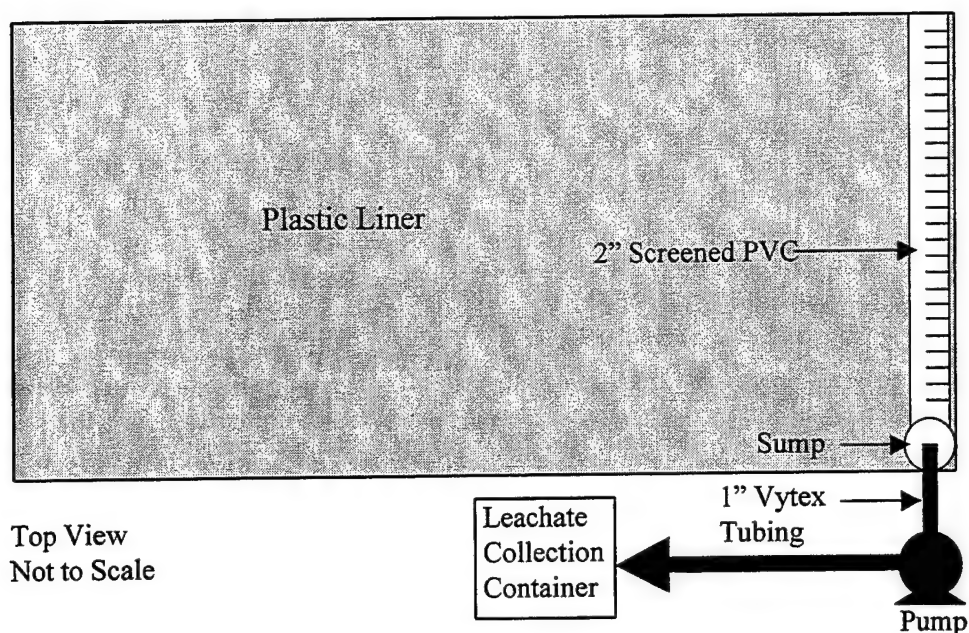 Plastic Liner
2” Screened PVC
Sump
1” Vytex
Tubing
Leachate
Collection
Container
Top View
Not to Scale
Pump